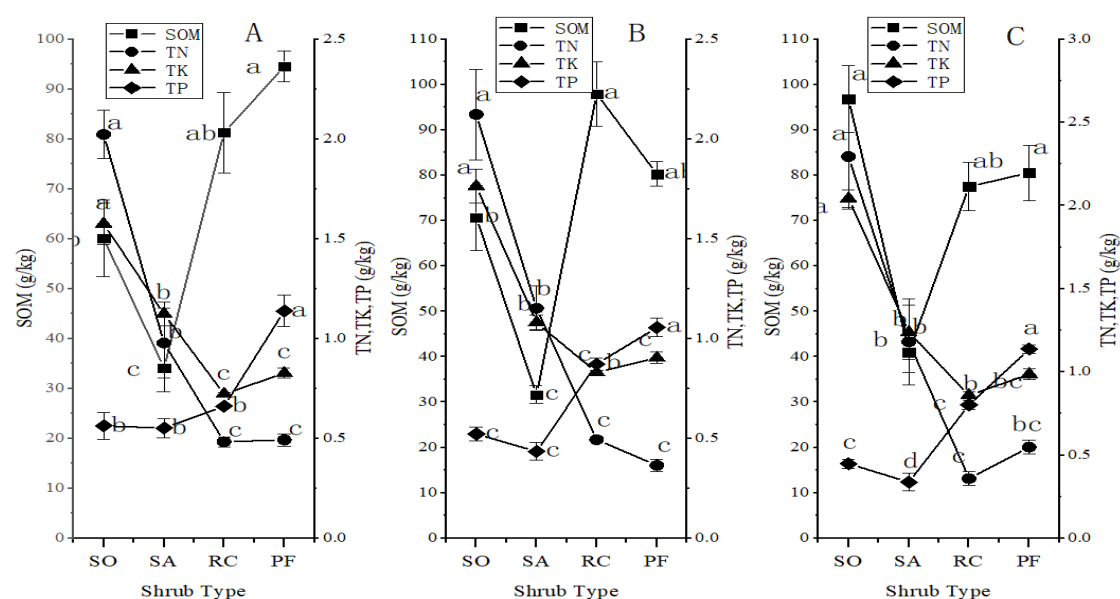 A
SOM
TN
TK
TP
SOM (g/kg)
100
90
80
70
60
50
40
30
20
10
0
2.5
2.0
1.5
1.0
0.5
0.0
TN,TK,TP (g/kg)
a
a
b
b
c
b
b
ab
c
b
c
a
a
c
c
SO SA RC PF
Shrub Type
B
SOM
TN
TK
TP
SOM (g/kg)
110
100
90
80
70
60
50
40
30
20
10
0
2.5
2.0
1.5
1.0
0.5
0.0
TN,TK,TP (g/kg)
a
a
b
c
b
b
c
c
a
c
b
c
ab
a
c
c
SO SA RC PF
Shrub Type
C
SOM
TN
TK
TP
SOM (g/kg)
110
100
90
80
70
60
50
40
30
20
10
0
3.0
2.5
2.0
1.5
1.0
0.5
0.0
TN,TK,TP (g/kg)
a
a
a
c
b
b
b
d
ab
b
c
c
a
a
bc
bc
SO SA RC PF
Shrub Type